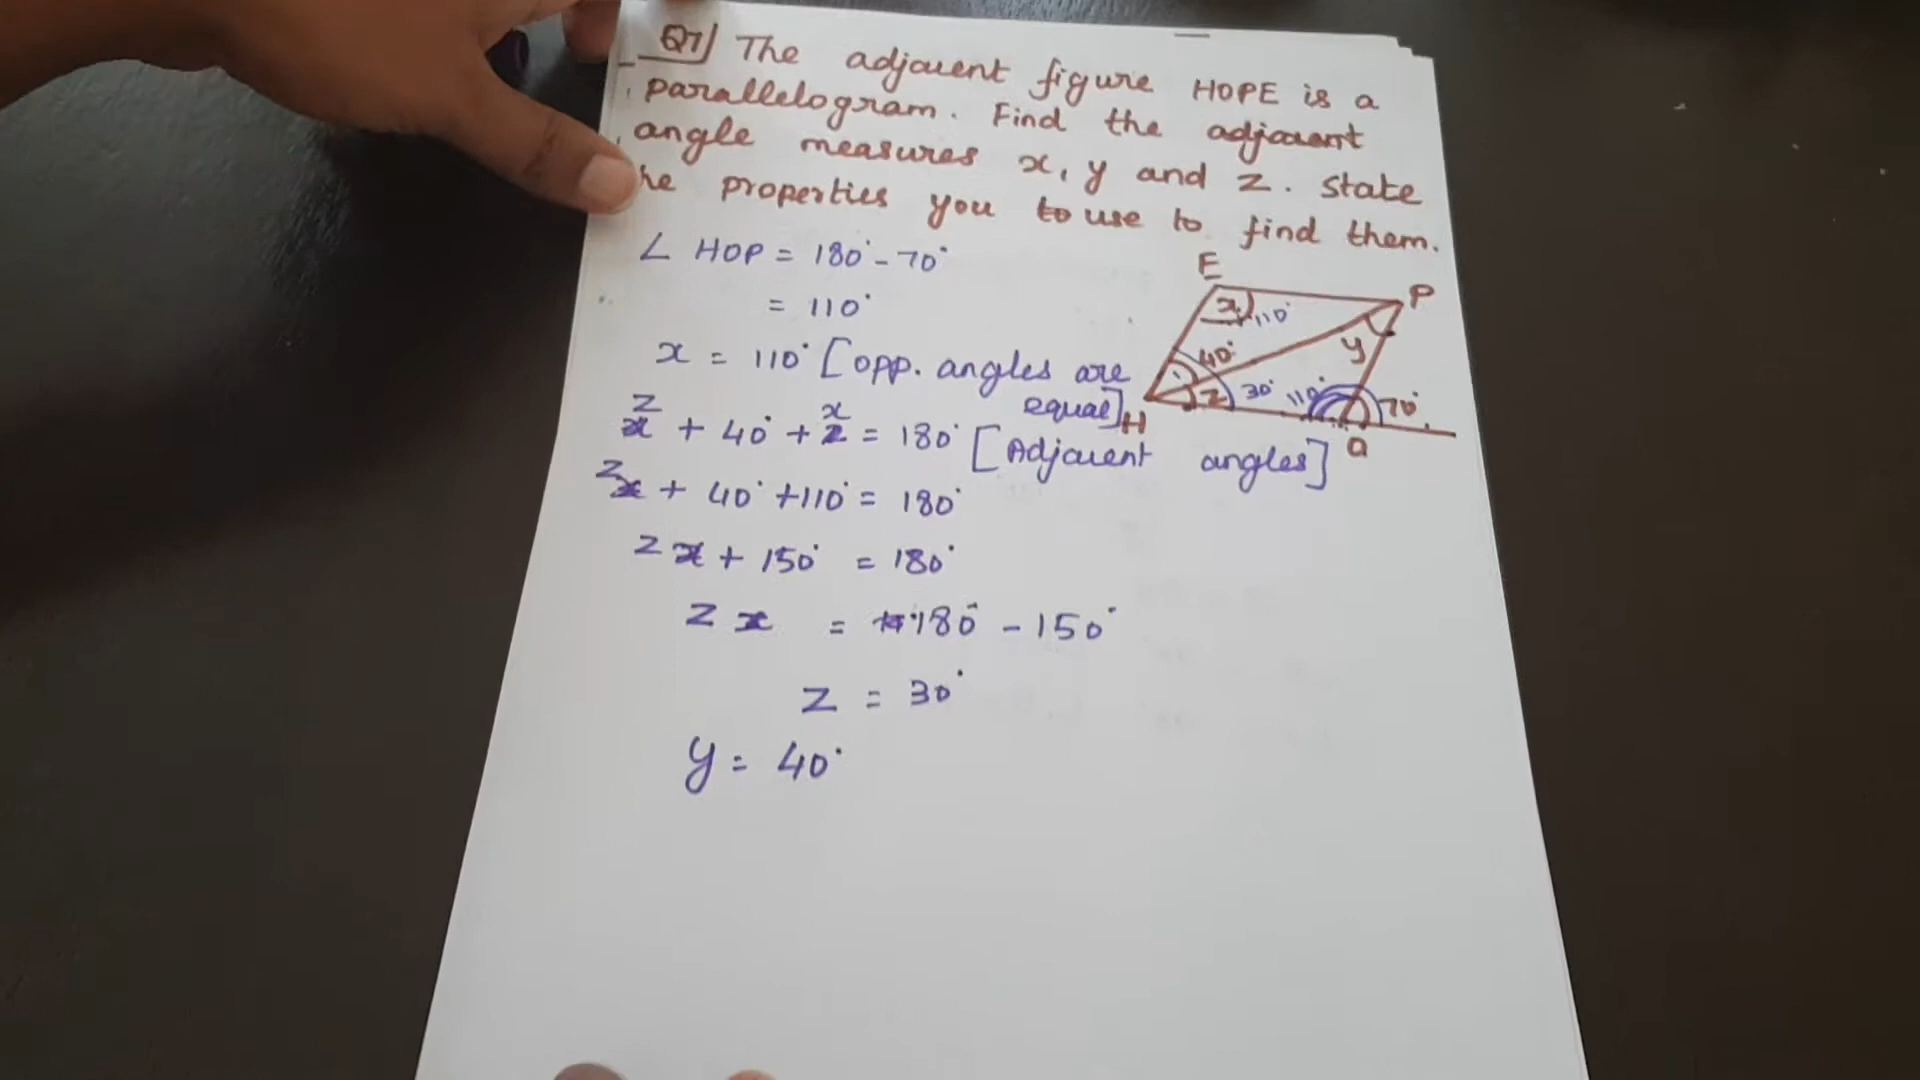 Q7) The adjacent figure HOPE is a
parallelogram. Find the adjacent
angle measures x, y and z. State
he properties you to use to find them.
∠ HOP = 180° - 70°
= 110°
x = 110° [opp. angles are
equal]
z x
x + 40° + z = 180° [Adjacent angles]
z x + 40° + 110° = 180°
z x + 150° = 180°
z x = 180° - 150°
z = 30°
y = 40°
E
P
x 110°
40°
y
z 30° 110° 70°
H
O